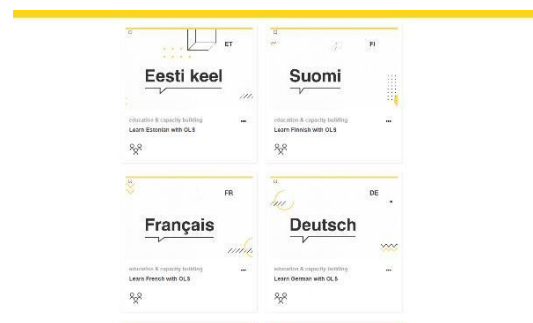 ET
Eesti keel
education & capacity building
Learn Estonian with OLS
FI
Suomi
education & capacity building
Learn Finnish with OLS
FR
Français
education & capacity building
Learn French with OLS
DE
Deutsch
education & capacity building
Learn German with OLS